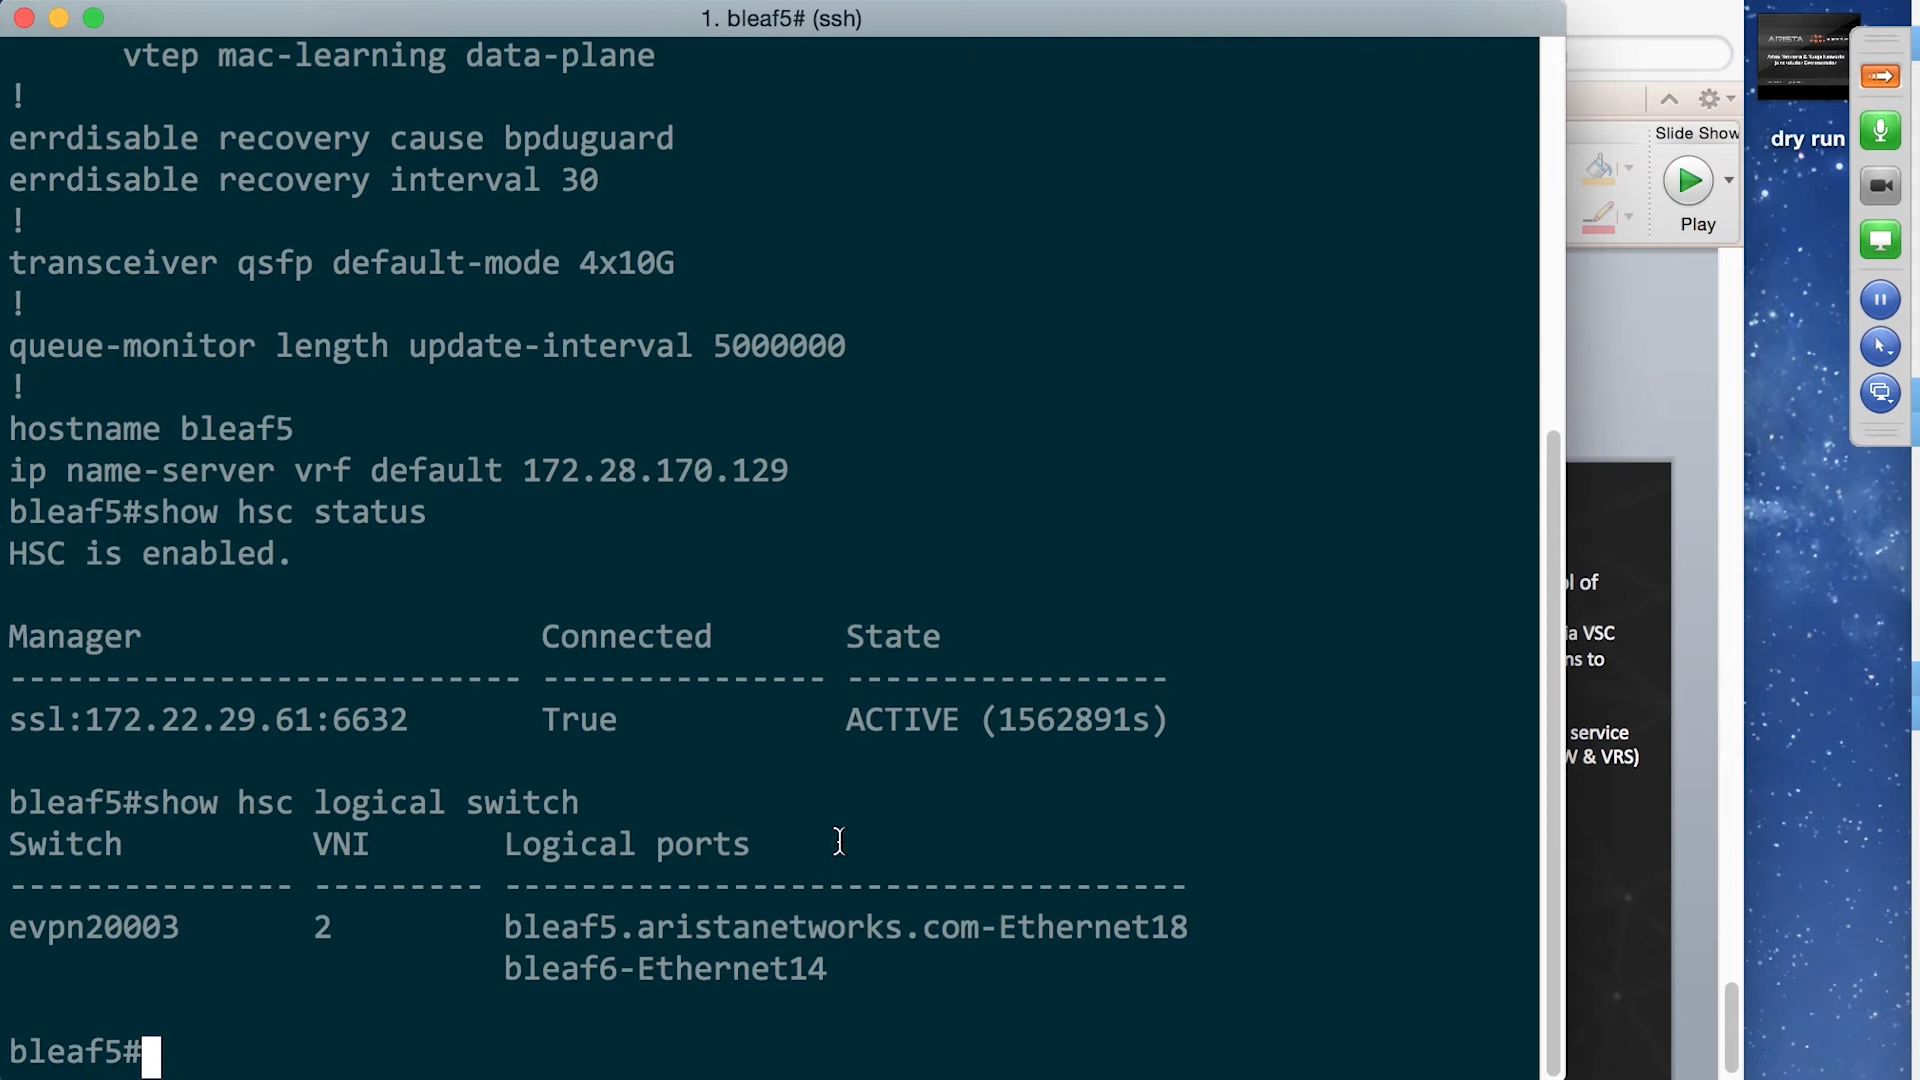 1. bleaf5# (ssh)
vtep mac-learning data-plane
!
errdisable recovery cause bpduguard
errdisable recovery interval 30
!
transceiver qsfp default-mode 4x10G
!
queue-monitor length update-interval 5000000
!
hostname bleaf5
ip name-server vrf default 172.28.170.129
bleaf5#show hsc status
HSC is enabled.
Manager Connected State
--------------------------- --------------- -----------------
ssl:172.22.29.61:6632 True ACTIVE (1562891s)
bleaf5#show hsc logical switch
Switch VNI Logical ports
--------------- --------- ------------------------------------
evpn20003 2 bleaf5.aristanetworks.com-Ethernet18
bleaf6-Ethernet14
bleaf5#
Slide Show
Play
of
VSC
to
service
& VRS)
ARISTA
dry run